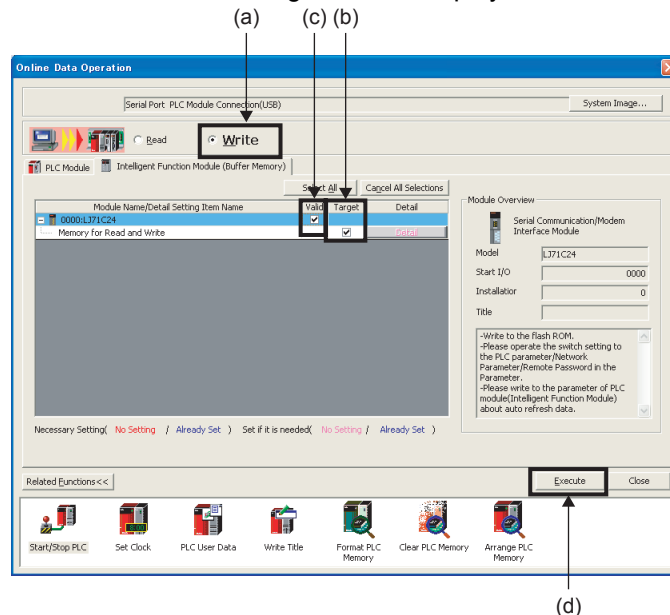 (a) (c) (b)
Online Data Operation
Serial Port PLC Module Connection(USB)
System Image...
Read
Write
PLC Module
Intelligent Function Module (Buffer Memory)
Select All
Cancel All Selections
Module Name/Detail Setting Item Name
Valid
Target
Detail
0000:LJ71C24
Memory for Read and Write
Detail
Module Overview
Serial Communication/Modem
Interface Module
Model
LJ71C24
Start I/O
0000
Installatior
0
Title
-Write to the flash ROM.
-Please operate the switch setting to
the PLC parameter/Network
Parameter/Remote Password in the
Parameter.
-Please write to the parameter of PLC
module(Intelligent Function Module)
about auto refresh data.
Necessary Setting( No Setting / Already Set ) Set if it is needed( No Setting / Already Set )
Related Functions<<
Execute
Close
Start/Stop PLC
Set Clock
PLC User Data
Write Title
Format PLC
Memory
Clear PLC Memory
Arrange PLC
Memory
(d)